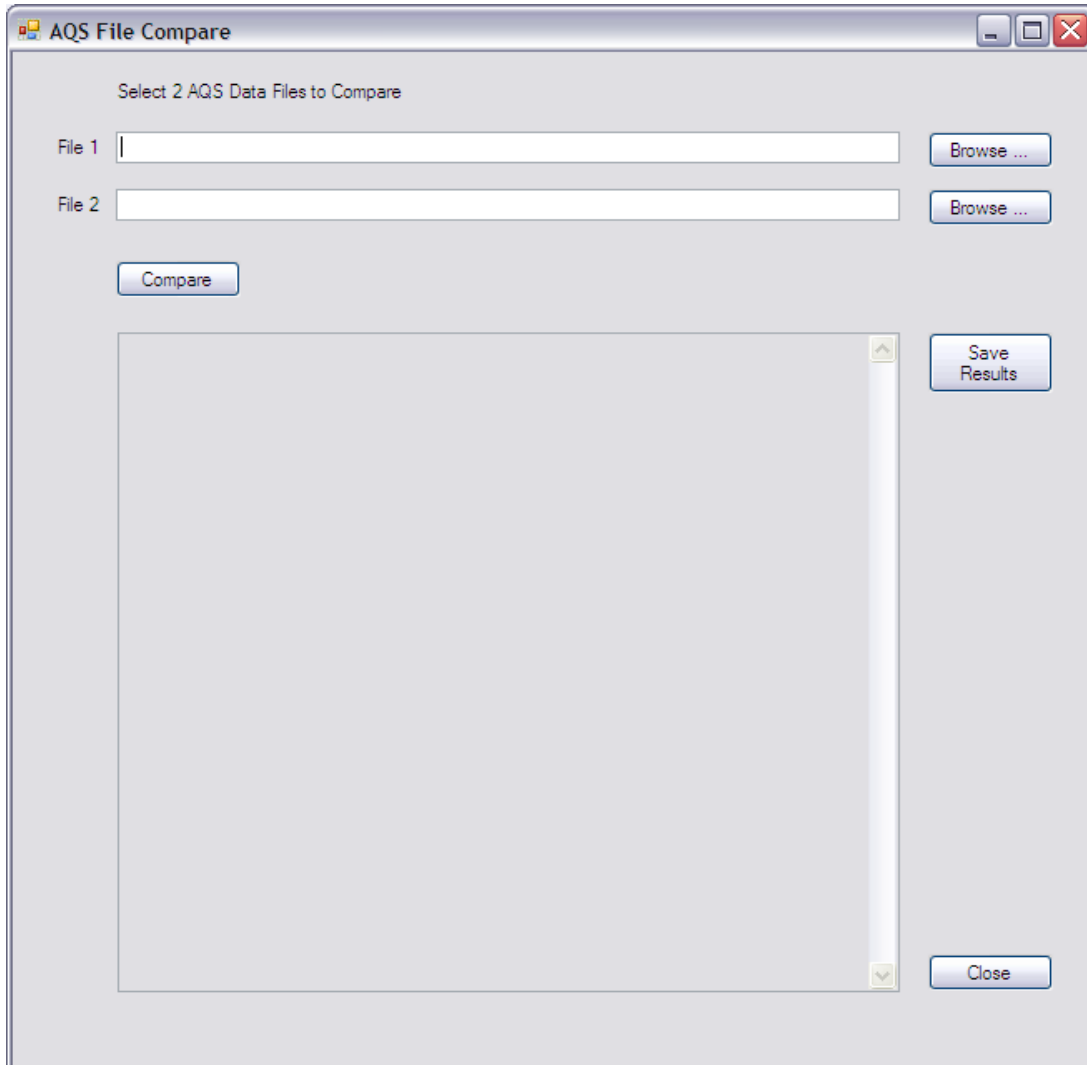 AQS File Compare
Select 2 AQS Data Files to Compare
File 1
Browse ...
File 2
Browse ...
Compare
Save
Results
Close